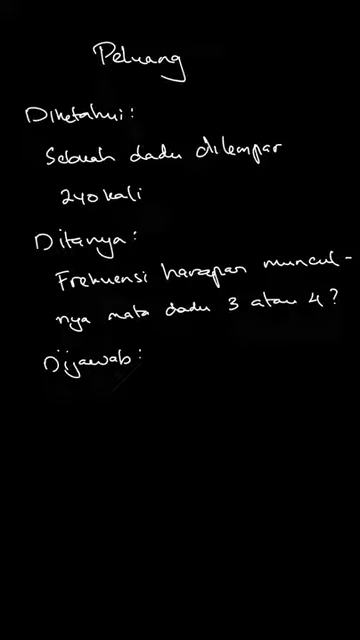 Peluang
Diketahui:
Sebuah dadu dilempar
240 kali
Ditanya:
Frekuensi harapan muncul-
nya mata dadu 3 atau 4?
Dijawab: